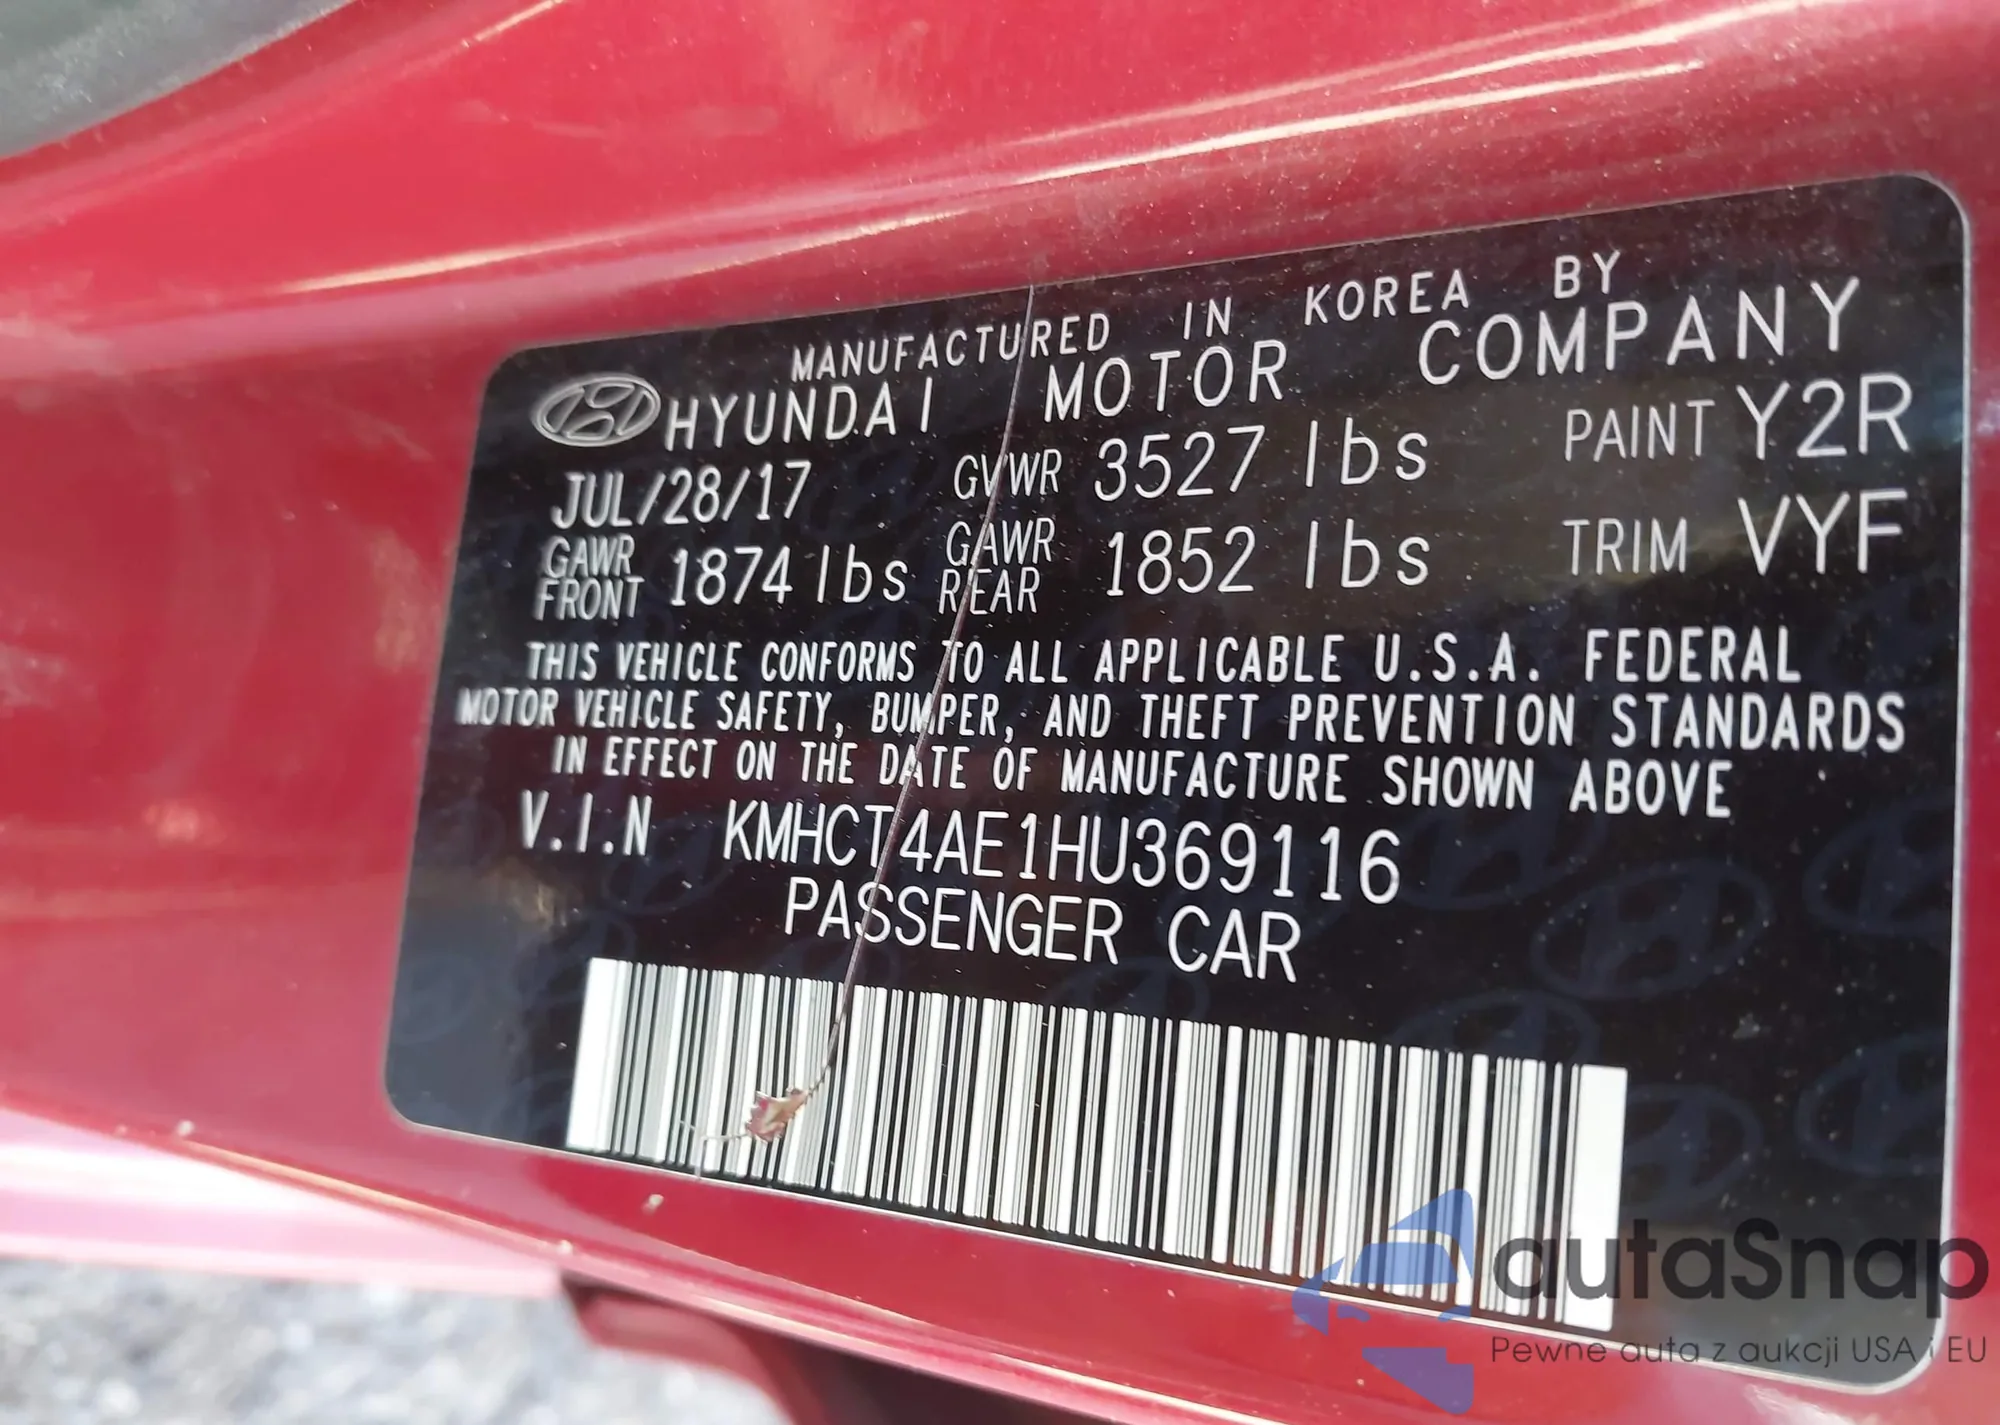 MANUFACTURED IN KOREA BY
HYUNDAI MOTOR COMPANY
JUL/28/17 GVWR 3527 lbs PAINT Y2R
GAWR FRONT 1874 lbs GAWR REAR 1852 lbs TRIM VYF
THIS VEHICLE CONFORMS TO ALL APPLICABLE U.S.A. FEDERAL
MOTOR VEHICLE SAFETY, BUMPER, AND THEFT PREVENTION STANDARDS
IN EFFECT ON THE DATE OF MANUFACTURE SHOWN ABOVE
V.I.N KMHCT4AE1HU369116
PASSENGER CAR
autaSnap
Pewne auta z aukcji USA i EU